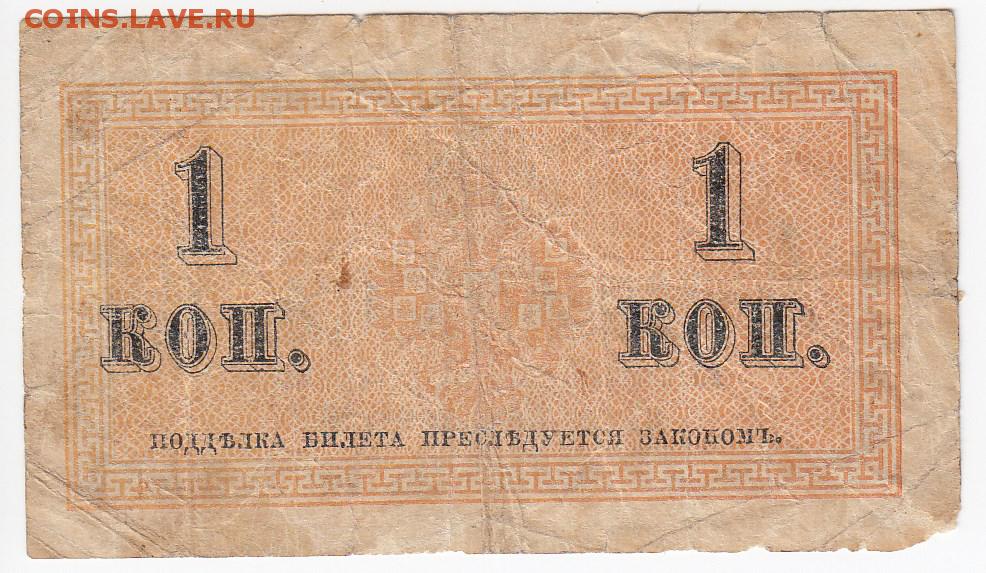 COINS.LAVE.RU
1 1
КОП. КОП.
ПОДДѢЛКА БИЛЕТА ПРЕСЛѢДУЕТСЯ ЗАКОНОМЪ.